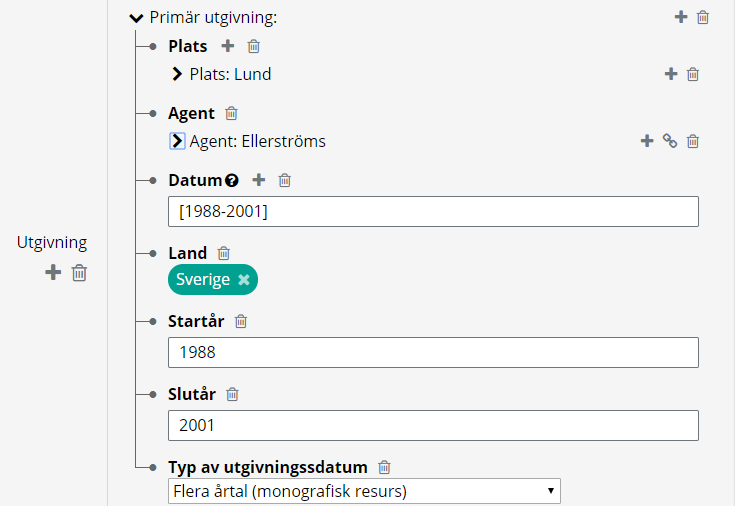 Primär utgivning:
Plats
Plats: Lund
Agent
Agent: Ellerströms
Datum
[1988-2001]
Utgivning
Land
Sverige
Startår
1988
Slutår
2001
Typ av utgivningssdatum
Flera årtal (monografisk resurs)